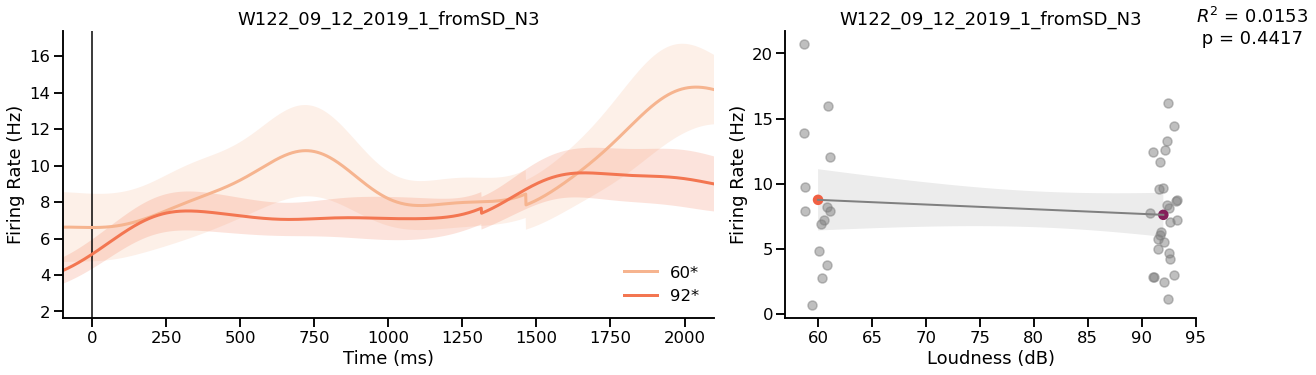 W122_09_12_2019_1_fromSD_N3
16
14
12
10
8
6
4
2
Firing Rate (Hz)
0 250 500 750 1000 1250 1500 1750 2000
Time (ms)
60*
92*
W122_09_12_2019_1_fromSD_N3
R² = 0.0153
p = 0.4417
20
15
10
5
0
Firing Rate (Hz)
60 65 70 75 80 85 90 95
Loudness (dB)